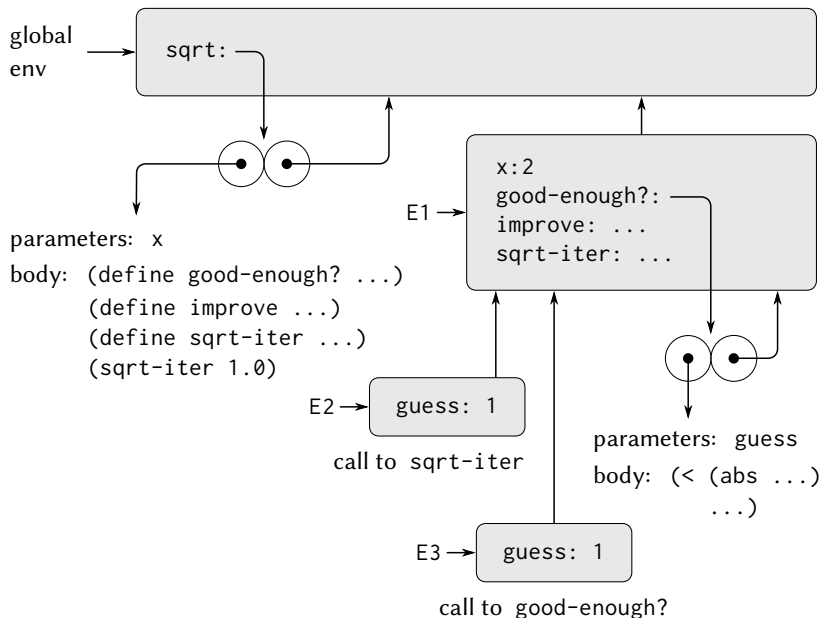 global
env
sqrt:
x:2
good-enough?:
improve: ...
sqrt-iter: ...
E1
parameters: x
body: (define good-enough? ...)
(define improve ...)
(define sqrt-iter ...)
(sqrt-iter 1.0)
E2
guess: 1
call to sqrt-iter
parameters: guess
body: (< (abs ...)
...)
E3
guess: 1
call to good-enough?